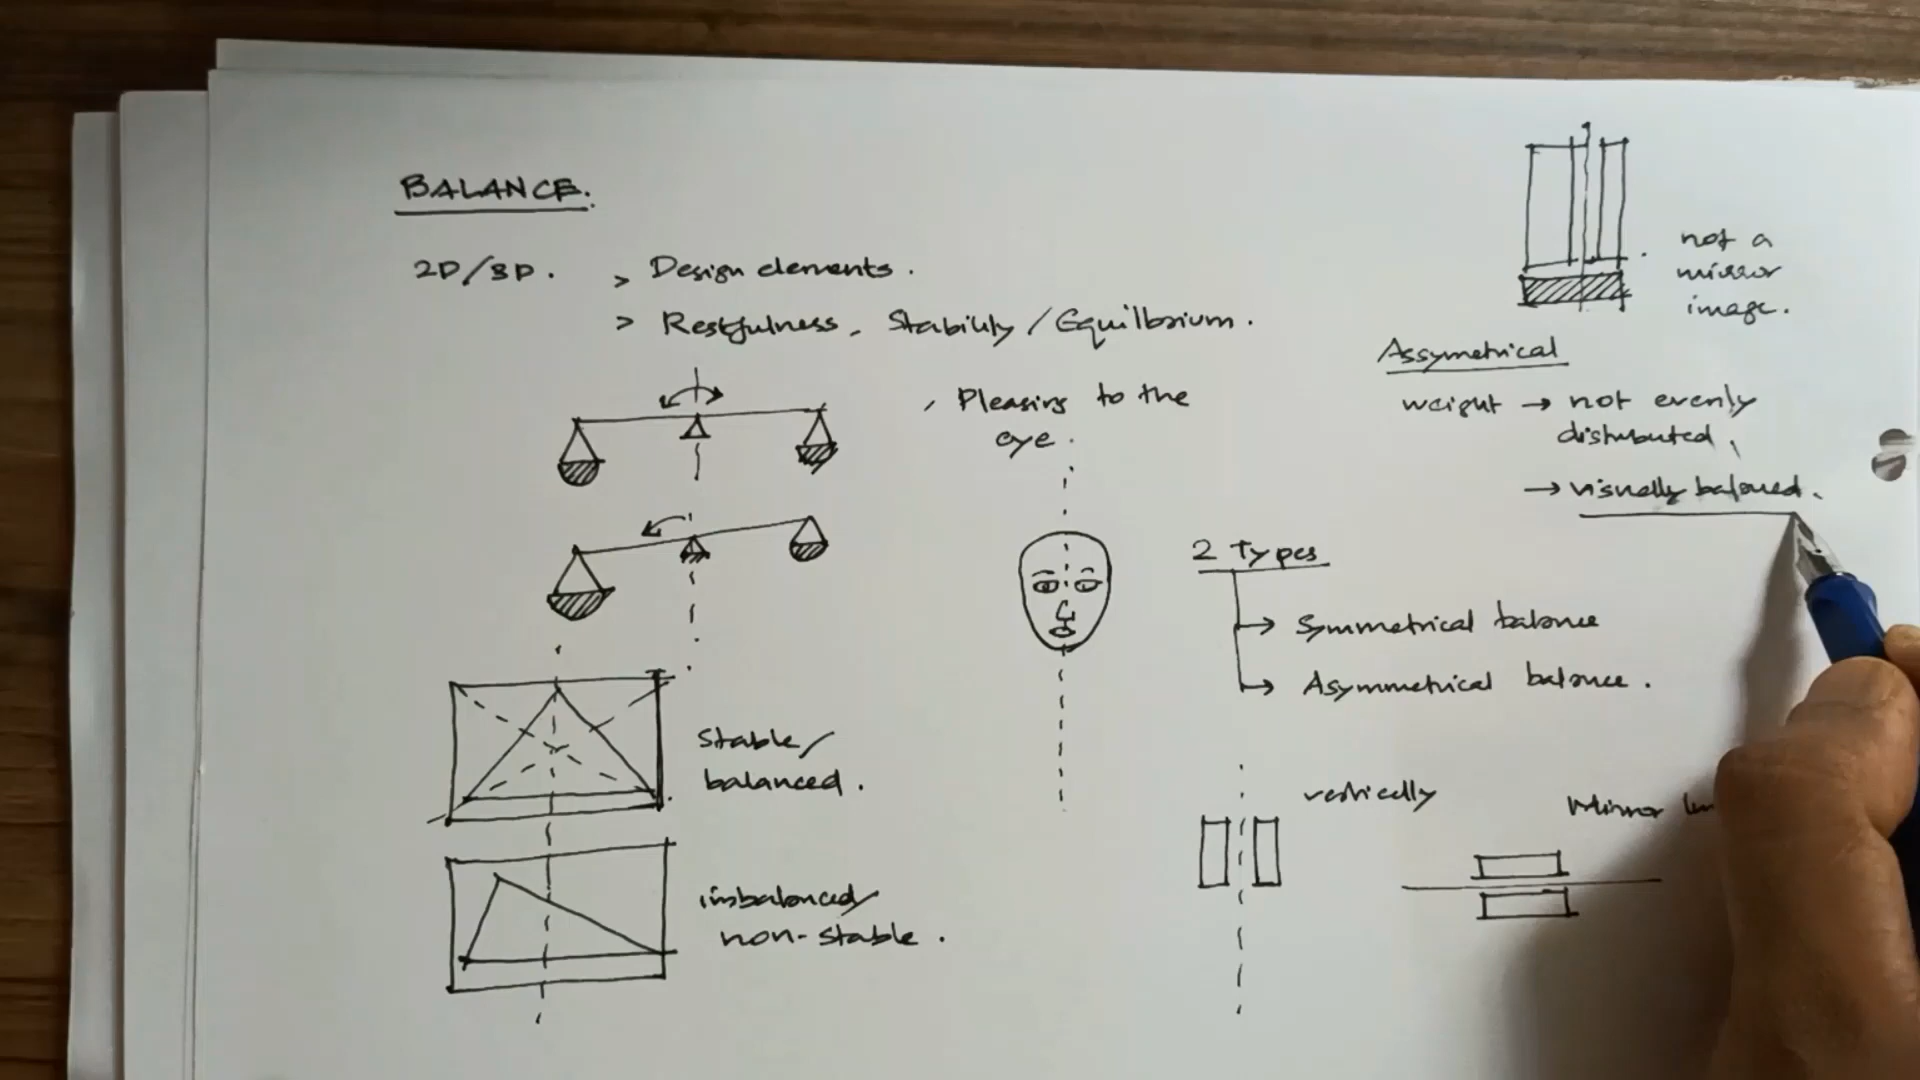 BALANCE.
2D/3D. > Design elements.
> Restfulness, Stability/Equilbrium.
, Pleasing to the
eye.
Stable/
balanced.
imbalanced/
non-stable.
2 Types
→ Symmetrical balance
→ Asymmetrical balance.
vertically
Mirror
not a
mirror
image.
Assymetrical
weight → not evenly
distributed,
→ visually balanced.